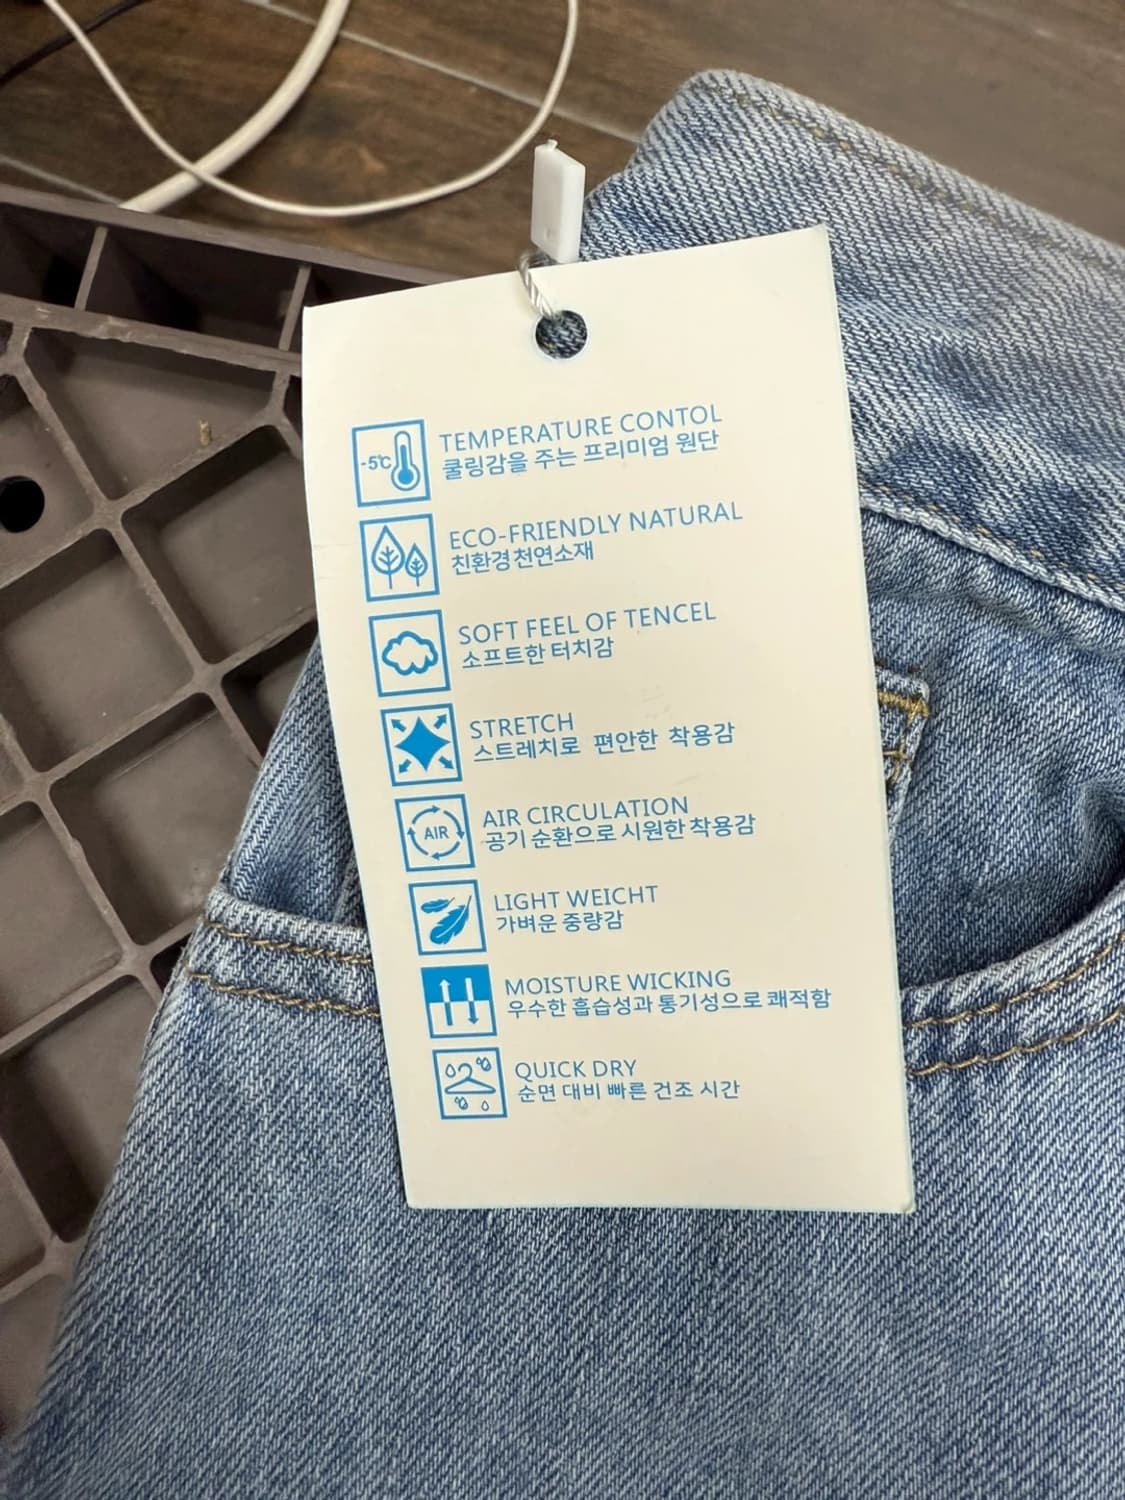 -5℃
TEMPERATURE CONTOL
쿨링감을 주는 프리미엄 원단
ECO-FRIENDLY NATURAL
친환경 천연소재
SOFT FEEL OF TENCEL
소프트한 터치감
STRETCH
스트레치로 편안한 착용감
AIR
AIR CIRCULATION
공기 순환으로 시원한 착용감
LIGHT WEICHT
가벼운 중량감
MOISTURE WICKING
우수한 흡습성과 통기성으로 쾌적함
QUICK DRY
순면 대비 빠른 건조 시간